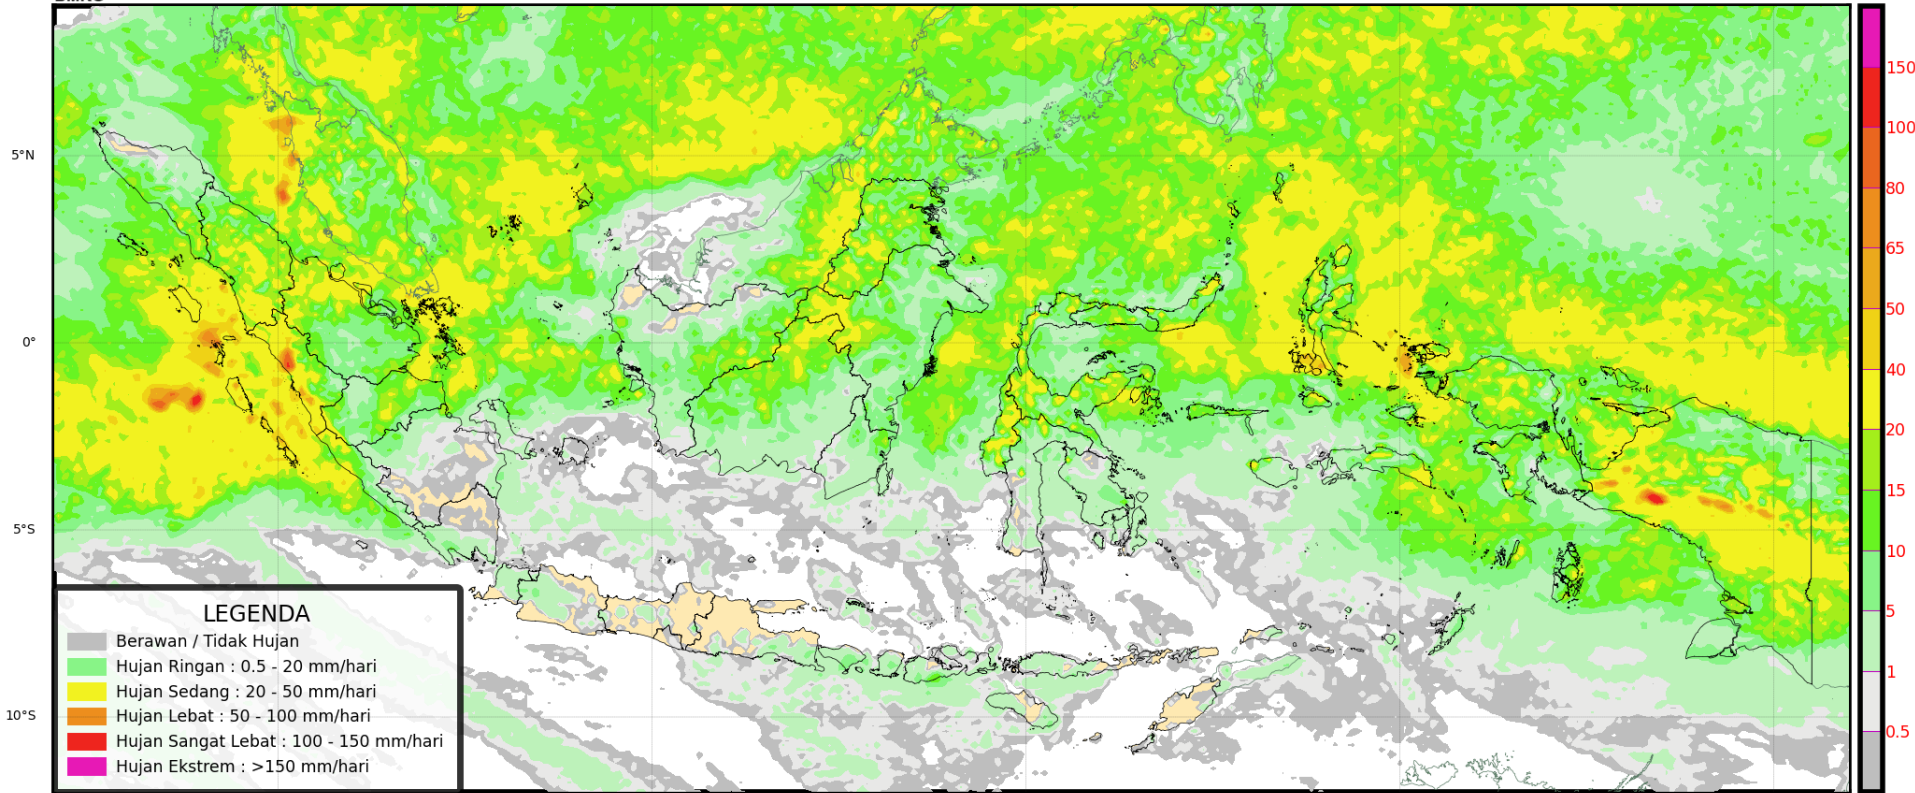 5°N
0°
5°S
10°S
LEGENDA
Berawan / Tidak Hujan
Hujan Ringan : 0.5 - 20 mm/hari
Hujan Sedang : 20 - 50 mm/hari
Hujan Lebat : 50 - 100 mm/hari
Hujan Sangat Lebat : 100 - 150 mm/hari
Hujan Ekstrem : >150 mm/hari
150
100
80
65
50
40
20
15
10
5
1
0.5